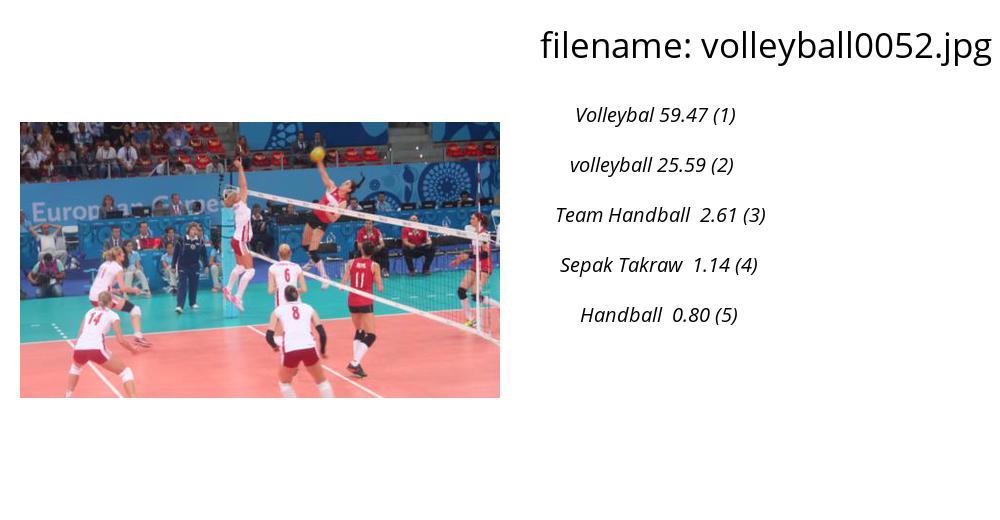 filename: volleyball0052.jpg
Volleybal 59.47 (1)
volleyball 25.59 (2)
Team Handball 2.61 (3)
Sepak Takraw 1.14 (4)
Handball 0.80 (5)
European Games
6
11
8
14